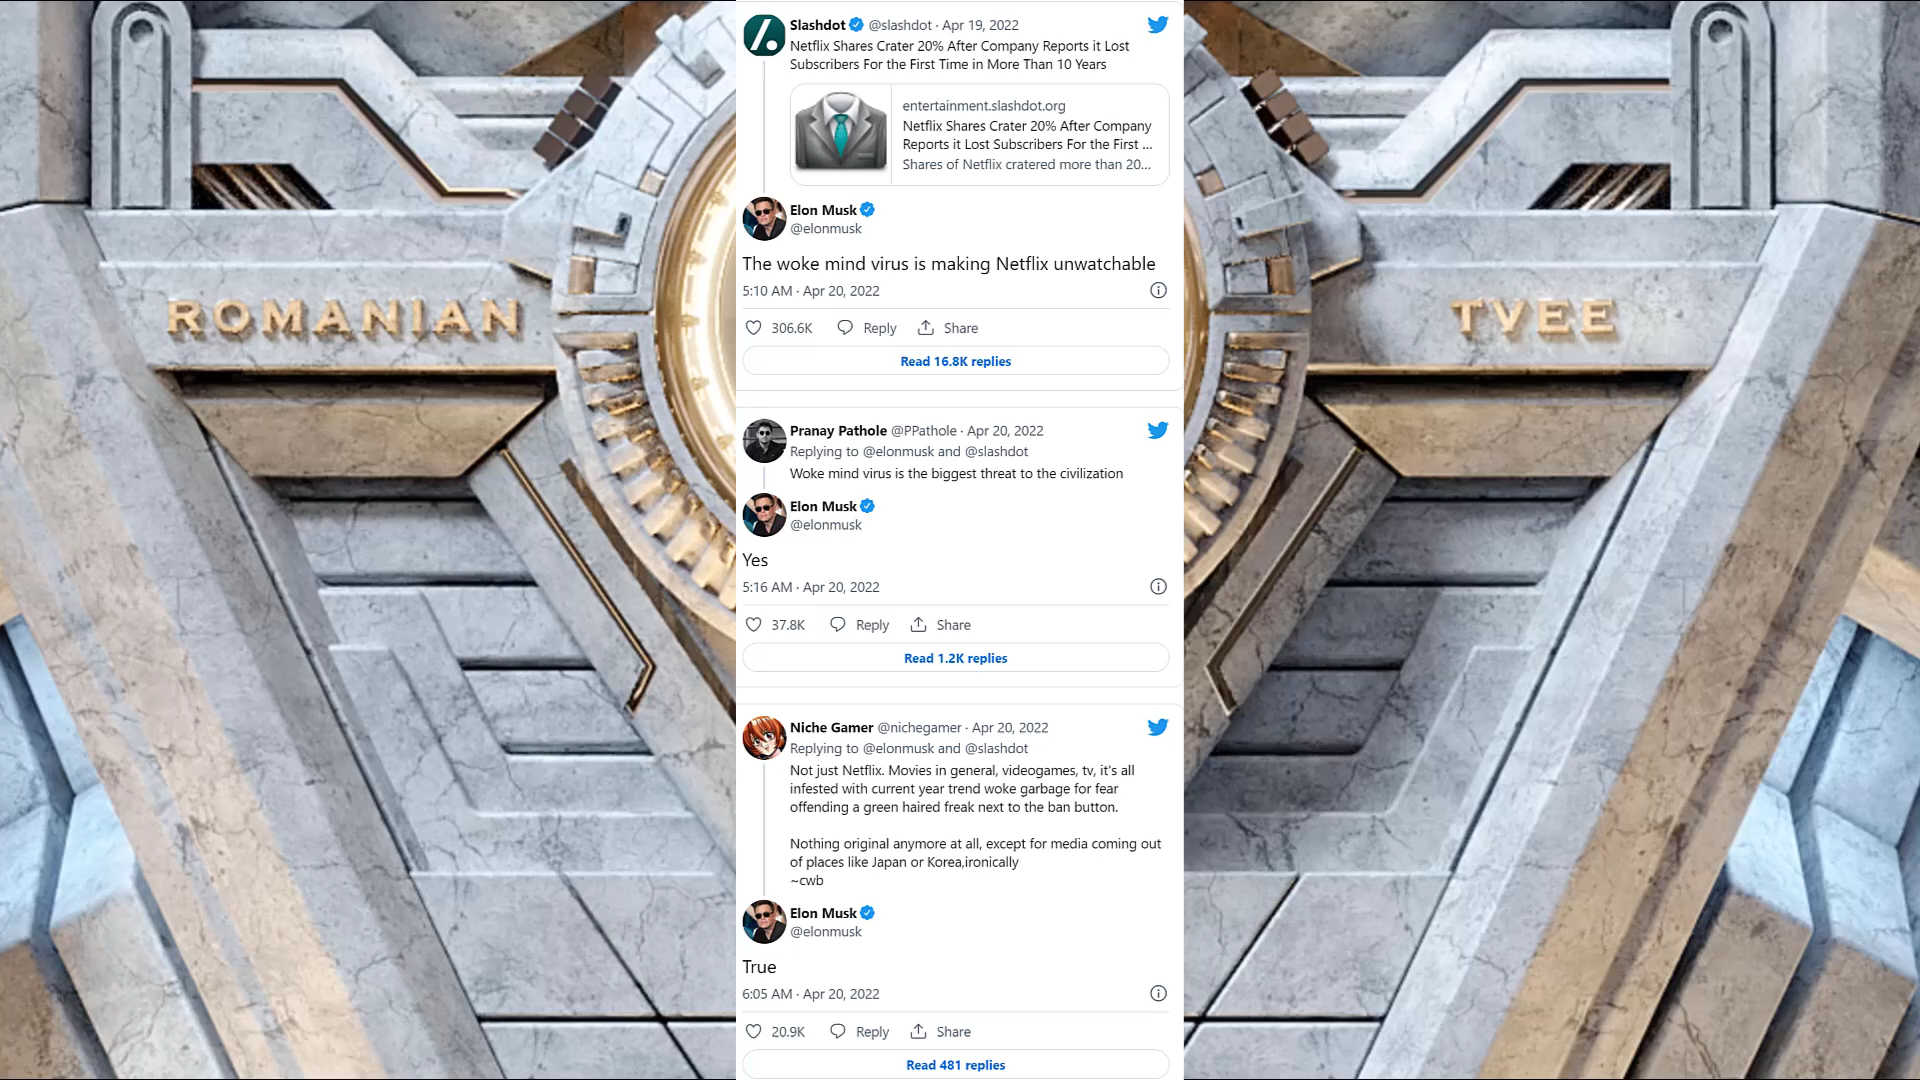 Slashdot @slashdot · Apr 19, 2022
Netflix Shares Crater 20% After Company Reports it Lost
Subscribers For the First Time in More Than 10 Years
entertainment.slashdot.org
Netflix Shares Crater 20% After Company
Reports it Lost Subscribers For the First ...
Shares of Netflix cratered more than 20...
Elon Musk
@elonmusk
The woke mind virus is making Netflix unwatchable
5:10 AM · Apr 20, 2022
306.6K Reply Share
Read 16.8K replies
ROMANIAN
TVEE
Pranay Pathole @PPathole · Apr 20, 2022
Replying to @elonmusk and @slashdot
Woke mind virus is the biggest threat to the civilization
Elon Musk
@elonmusk
Yes
5:16 AM · Apr 20, 2022
37.8K Reply Share
Read 1.2K replies
Niche Gamer @nichegamer · Apr 20, 2022
Replying to @elonmusk and @slashdot
Not just Netflix. Movies in general, videogames, tv, it's all
infested with current year trend woke garbage for fear
offending a green haired freak next to the ban button.
Nothing original anymore at all, except for media coming out
of places like Japan or Korea,ironically
~cwb
Elon Musk
@elonmusk
True
6:05 AM · Apr 20, 2022
20.9K Reply Share
Read 481 replies